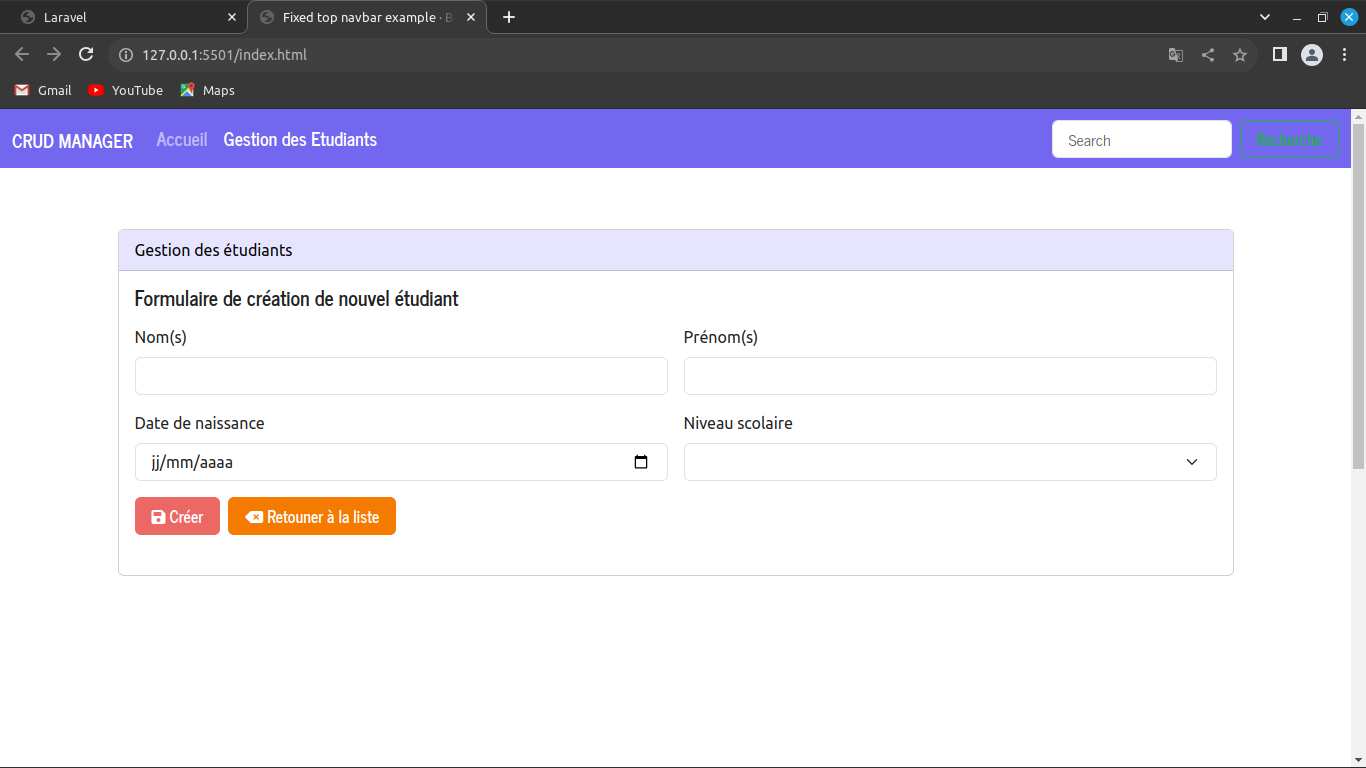 Laravel
Fixed top navbar example · B
127.0.0.1:5501/index.html
Gmail YouTube Maps
CRUD MANAGER Accueil Gestion des Etudiants Search Recherche
Gestion des étudiants
Formulaire de création de nouvel étudiant
Nom(s) Prénom(s)
Date de naissance Niveau scolaire
jj/mm/aaaa
Créer Retouner à la liste